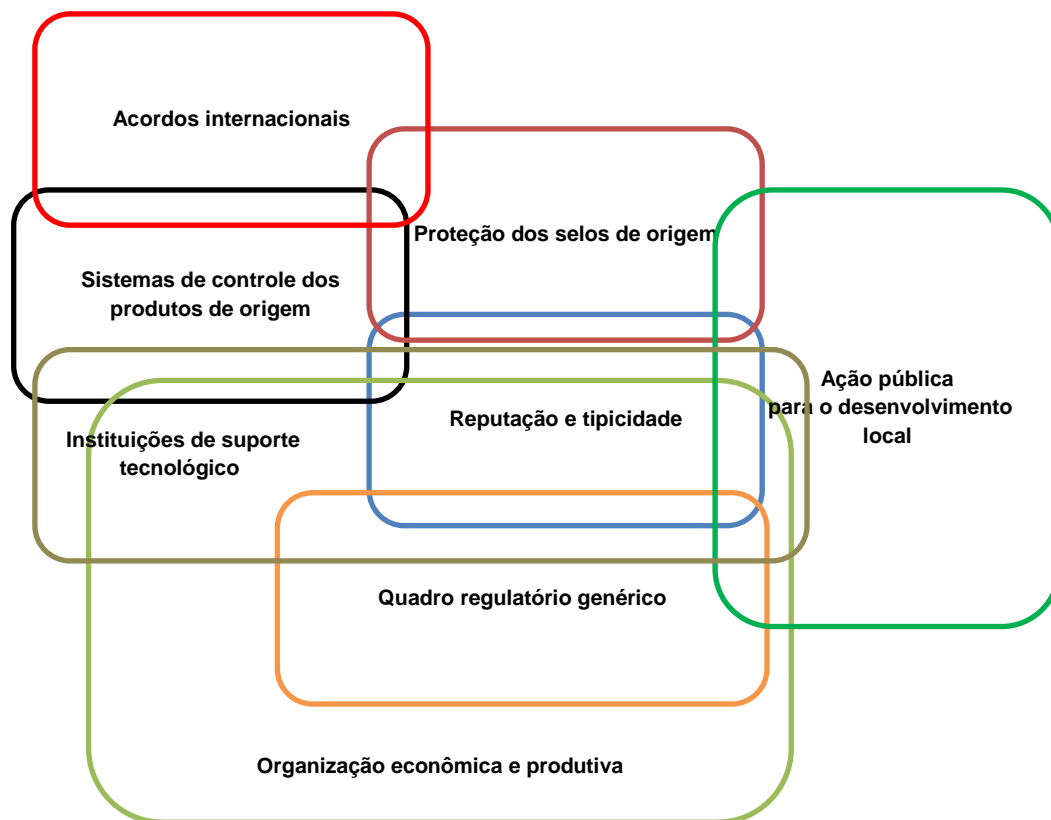 Acordos internacionais
Proteção dos selos de origem
Sistemas de controle dos
produtos de origem
Ação pública
para o desenvolvimento
local
Reputação e tipicidade
Instituições de suporte
tecnológico
Quadro regulatório genérico
Organização econômica e produtiva